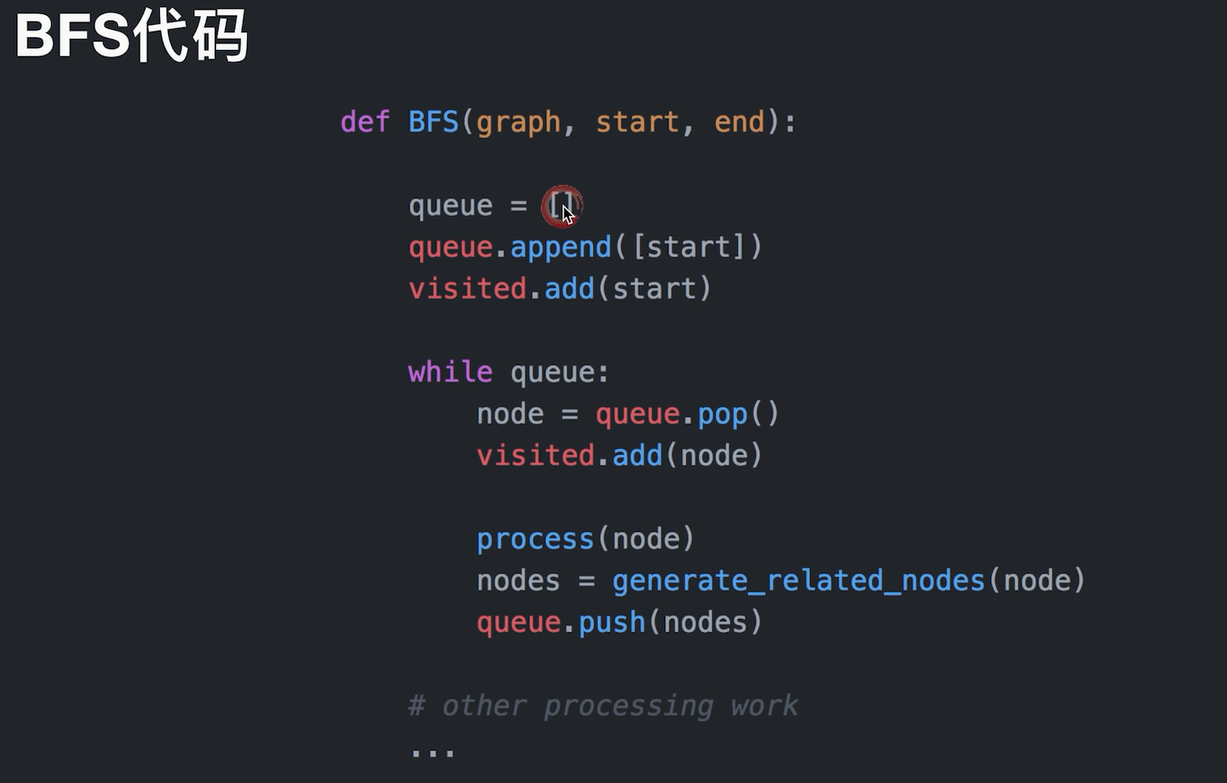 BFS代码
def BFS(graph, start, end):
queue = []
queue.append([start])
visited.add(start)
while queue:
node = queue.pop()
visited.add(node)
process(node)
nodes = generate_related_nodes(node)
queue.push(nodes)
# other processing work
...